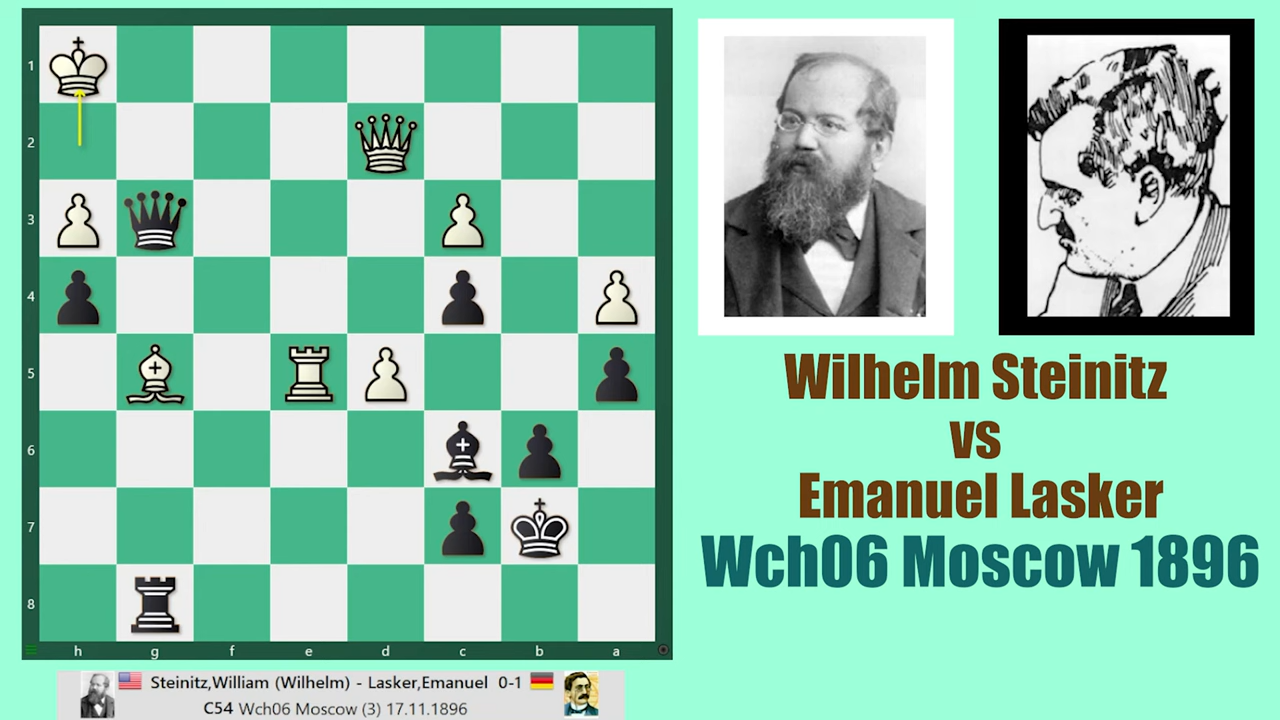 1
2
3
4
5
6
7
8
h g f e d c b a
Wilhelm Steinitz
vs
Emanuel Lasker
Wch06 Moscow 1896
Steinitz,William (Wilhelm) - Lasker,Emanuel 0-1
C54 Wch06 Moscow (3) 17.11.1896